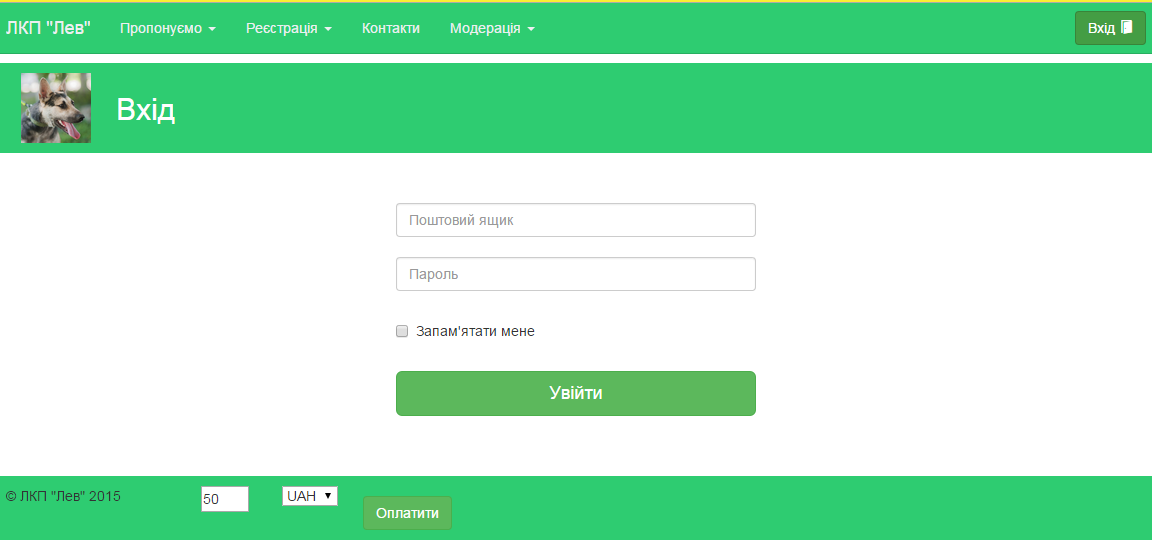 ЛКП "Лев" Пропонуємо Реєстрація Контакти Модерація Вхід
Вхід
Поштовий ящик
Пароль
Запам'ятати мене
Увійти
© ЛКП "Лев" 2015 50 UAH
Оплатити